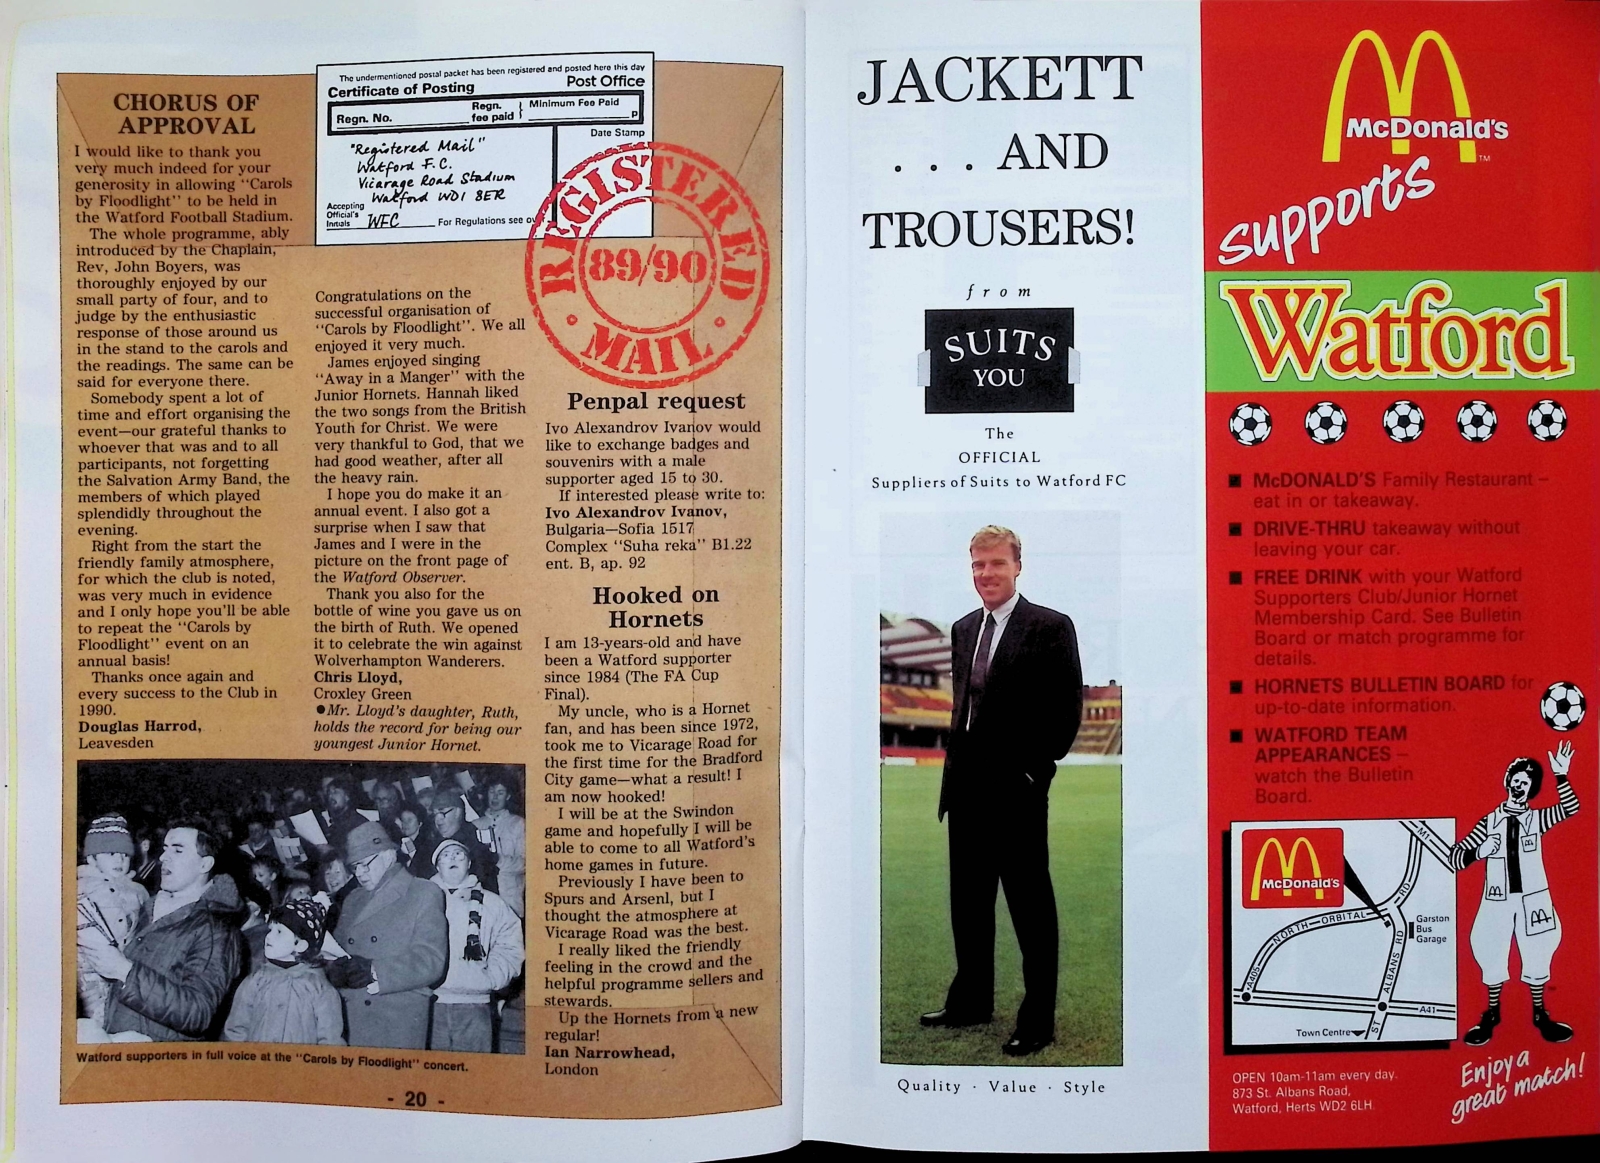 CHORUS OF
APPROVAL
I would like to thank you
very much indeed for your
generosity in allowing "Carols
by Floodlight" to be held in
the Watford Football Stadium.
The whole programme, ably
introduced by the Chaplain,
Rev, John Boyers, was
thoroughly enjoyed by our
small party of four, and to
judge by the enthusiastic
response of those around us
in the stand to the carols and
the readings. The same can be
said for everyone there.
Somebody spent a lot of
time and effort organising the
event—our grateful thanks to
whoever that was and to all
participants, not forgetting
the Salvation Army Band, the
members of which played
splendidly throughout the
evening.
Right from the start the
friendly family atmosphere,
for which the club is noted,
was very much in evidence
and I only hope you'll be able
to repeat the "Carols by
Floodlight" event on an
annual basis!
Thanks once again and
every success to the Club in
1990.
Douglas Harrod,
Leavesden
The undermentioned postal packet has been registered and posted here this day
Certificate of Posting
Post Office
Regn. No.
Regn.
fee paid
Minimum Fee Paid
p
Date Stamp
"Registered Mail"
Watford F.C.
Vicarage Road Stadium
Watford WD1 8ER
Accepting
Official's
Initials
WFC
For Regulations see ov
REGISTERED
89/90
MAIL
Congratulations on the
successful organisation of
"Carols by Floodlight". We all
enjoyed it very much.
James enjoyed singing
"Away in a Manger" with the
Junior Hornets. Hannah liked
the two songs from the British
Youth for Christ. We were
very thankful to God, that we
had good weather, after all
the heavy rain.
I hope you do make it an
annual event. I also got a
surprise when I saw that
James and I were in the
picture on the front page of
the Watford Observer.
Thank you also for the
bottle of wine you gave us on
the birth of Ruth. We opened
it to celebrate the win against
Wolverhampton Wanderers.
Chris Lloyd,
Croxley Green
●Mr. Lloyd's daughter, Ruth,
holds the record for being our
youngest Junior Hornet.
Watford supporters in full voice at the "Carols by Floodlight" concert.
Penpal request
Ivo Alexandrov Ivanov would
like to exchange badges and
souvenirs with a male
supporter aged 15 to 30.
If interested please write to:
Ivo Alexandrov Ivanov,
Bulgaria—Sofia 1517
Complex "Suha reka" B1.22
ent. B, ap. 92
Hooked on
Hornets
I am 13-years-old and have
been a Watford supporter
since 1984 (The FA Cup
Final).
My uncle, who is a Hornet
fan, and has been since 1972,
took me to Vicarage Road for
the first time for the Bradford
City game—what a result! I
am now hooked!
I will be at the Swindon
game and hopefully I will be
able to come to all Watford's
home games in future.
Previously I have been to
Spurs and Arsenl, but I
thought the atmosphere at
Vicarage Road was the best.
I really liked the friendly
feeling in the crowd and the
helpful programme sellers and
stewards.
Up the Hornets from a new
regular!
Ian Narrowhead,
London
- 20 -
JACKETT
. . . AND
TROUSERS!
from
SUITS
YOU
The
OFFICIAL
Suppliers of Suits to Watford FC
Quality · Value · Style
McDonald's
TM
supports
Watford
McDONALD'S Family Restaurant –
eat in or takeaway.
DRIVE-THRU takeaway without
leaving your car.
FREE DRINK with your Watford
Supporters Club/Junior Hornet
Membership Card. See Bulletin
Board or match programme for
details.
HORNETS BULLETIN BOARD for
up-to-date information.
WATFORD TEAM
APPEARANCES –
watch the Bulletin
Board.
McDonald's
M1
NORTH ORBITAL RD
Garston
Bus
Garage
A405
ST ALBANS RD
A41
Town Centre
OPEN 10am-11am every day.
873 St. Albans Road,
Watford, Herts WD2 6LH.
Enjoy a
great match!